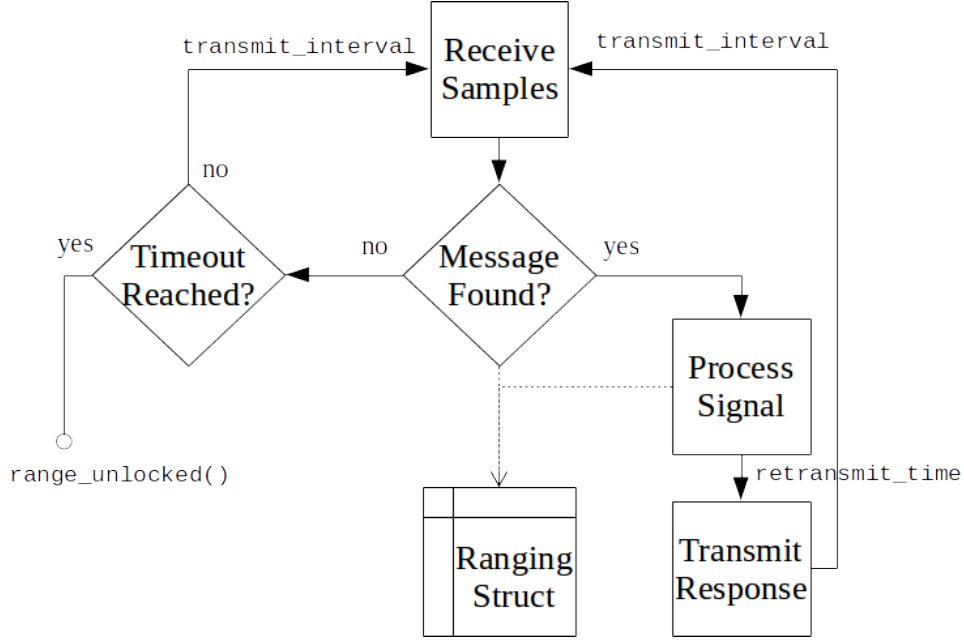 transmit_interval
Receive
Samples
transmit_interval
no
yes
Timeout
Reached?
no
Message
Found?
yes
Process
Signal
range_unlocked()
retransmit_time
Ranging
Struct
Transmit
Response